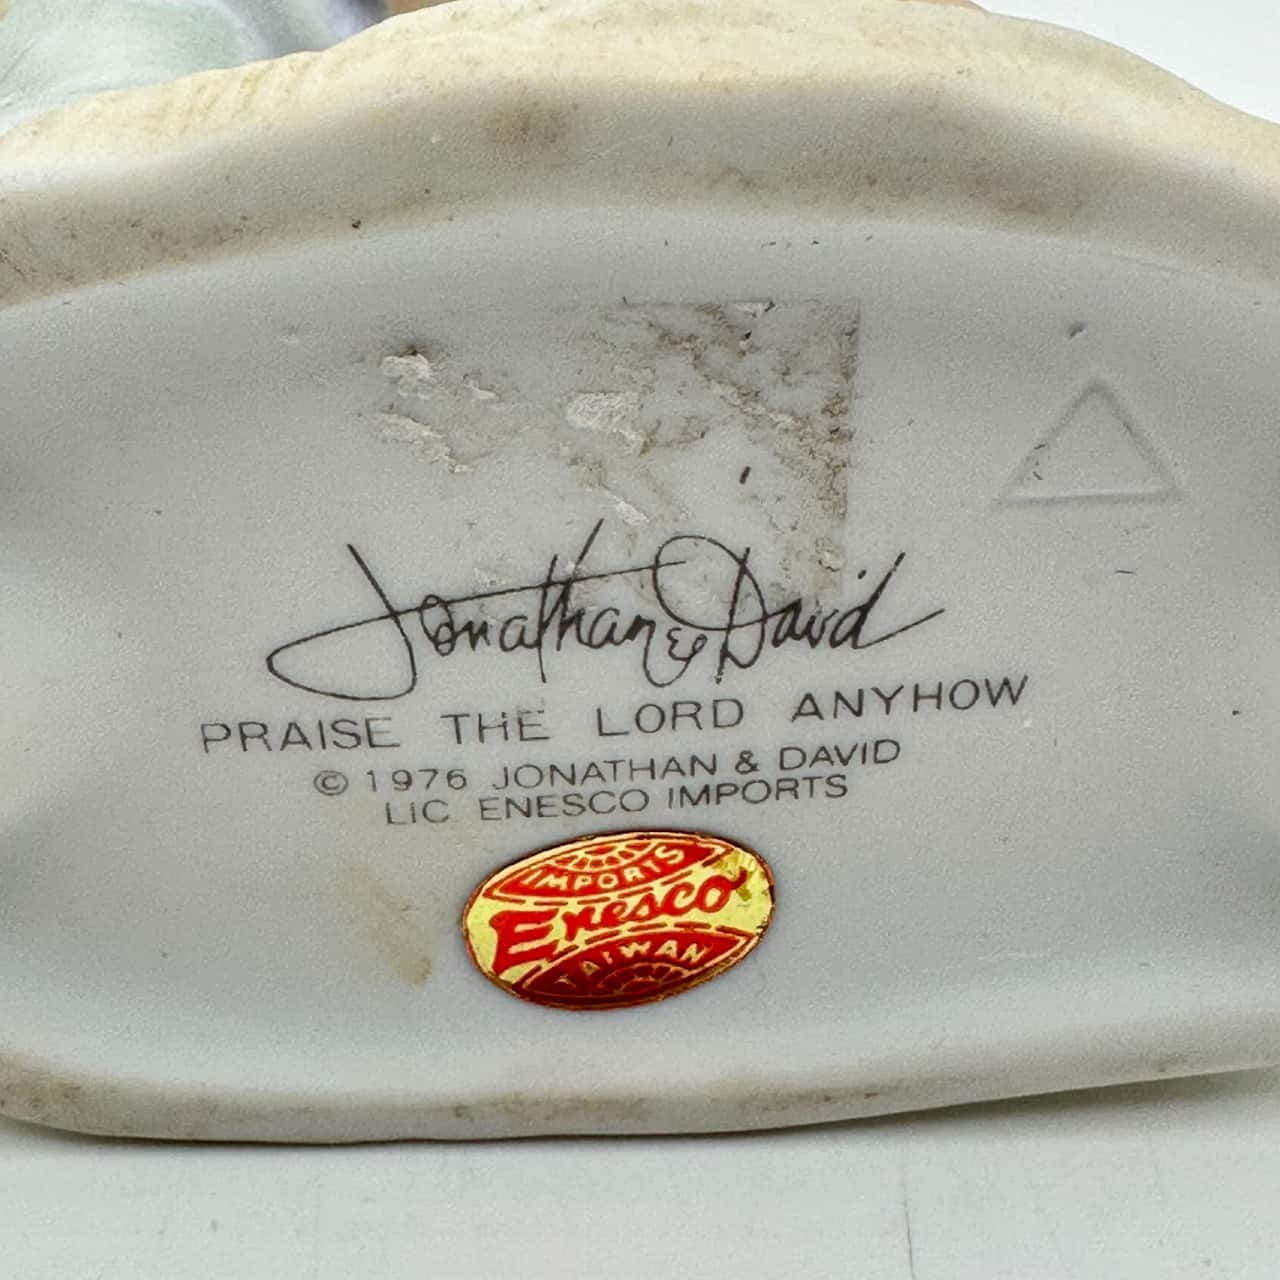 Jonathan & David
PRAISE THE LORD ANYHOW
© 1976 JONATHAN & DAVID
LIC ENESCO IMPORTS
IMPORTS
Enesco
TAIWAN